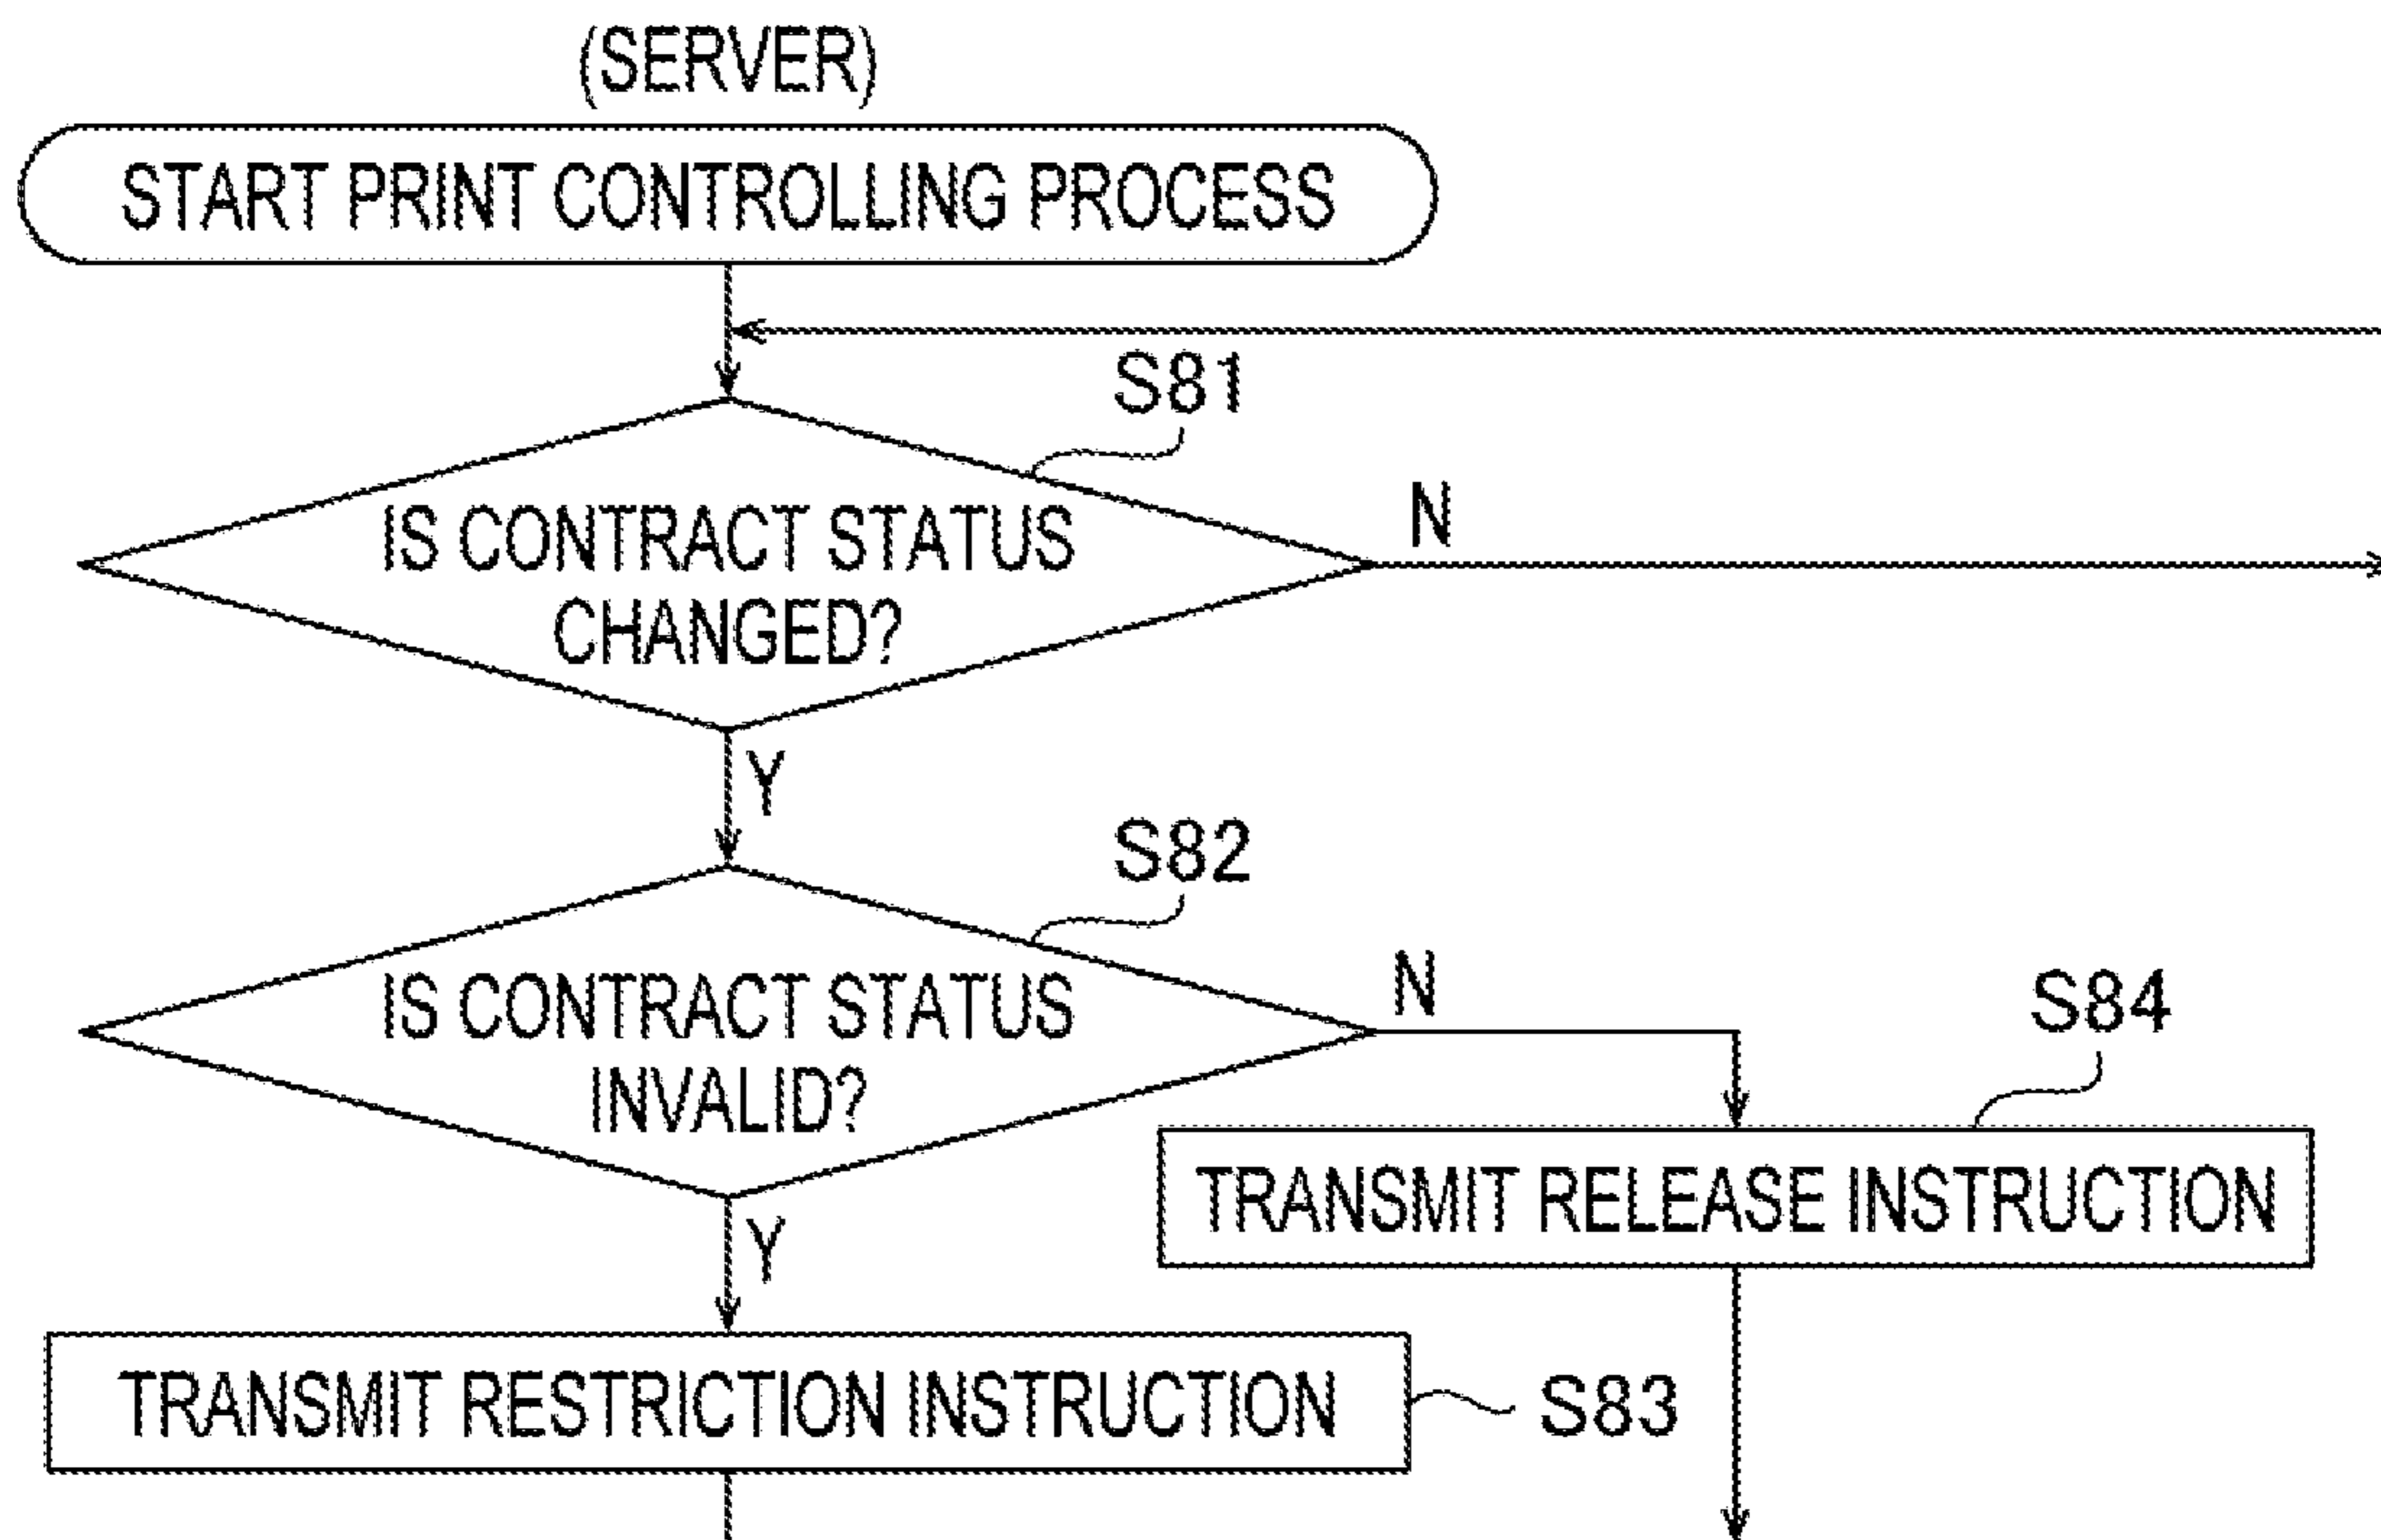 (SERVER)
START PRINT CONTROLLING PROCESS
S81
IS CONTRACT STATUS
CHANGED?
N
Y
S82
IS CONTRACT STATUS
INVALID?
N
S84
TRANSMIT RELEASE INSTRUCTION
Y
TRANSMIT RESTRICTION INSTRUCTION
S83